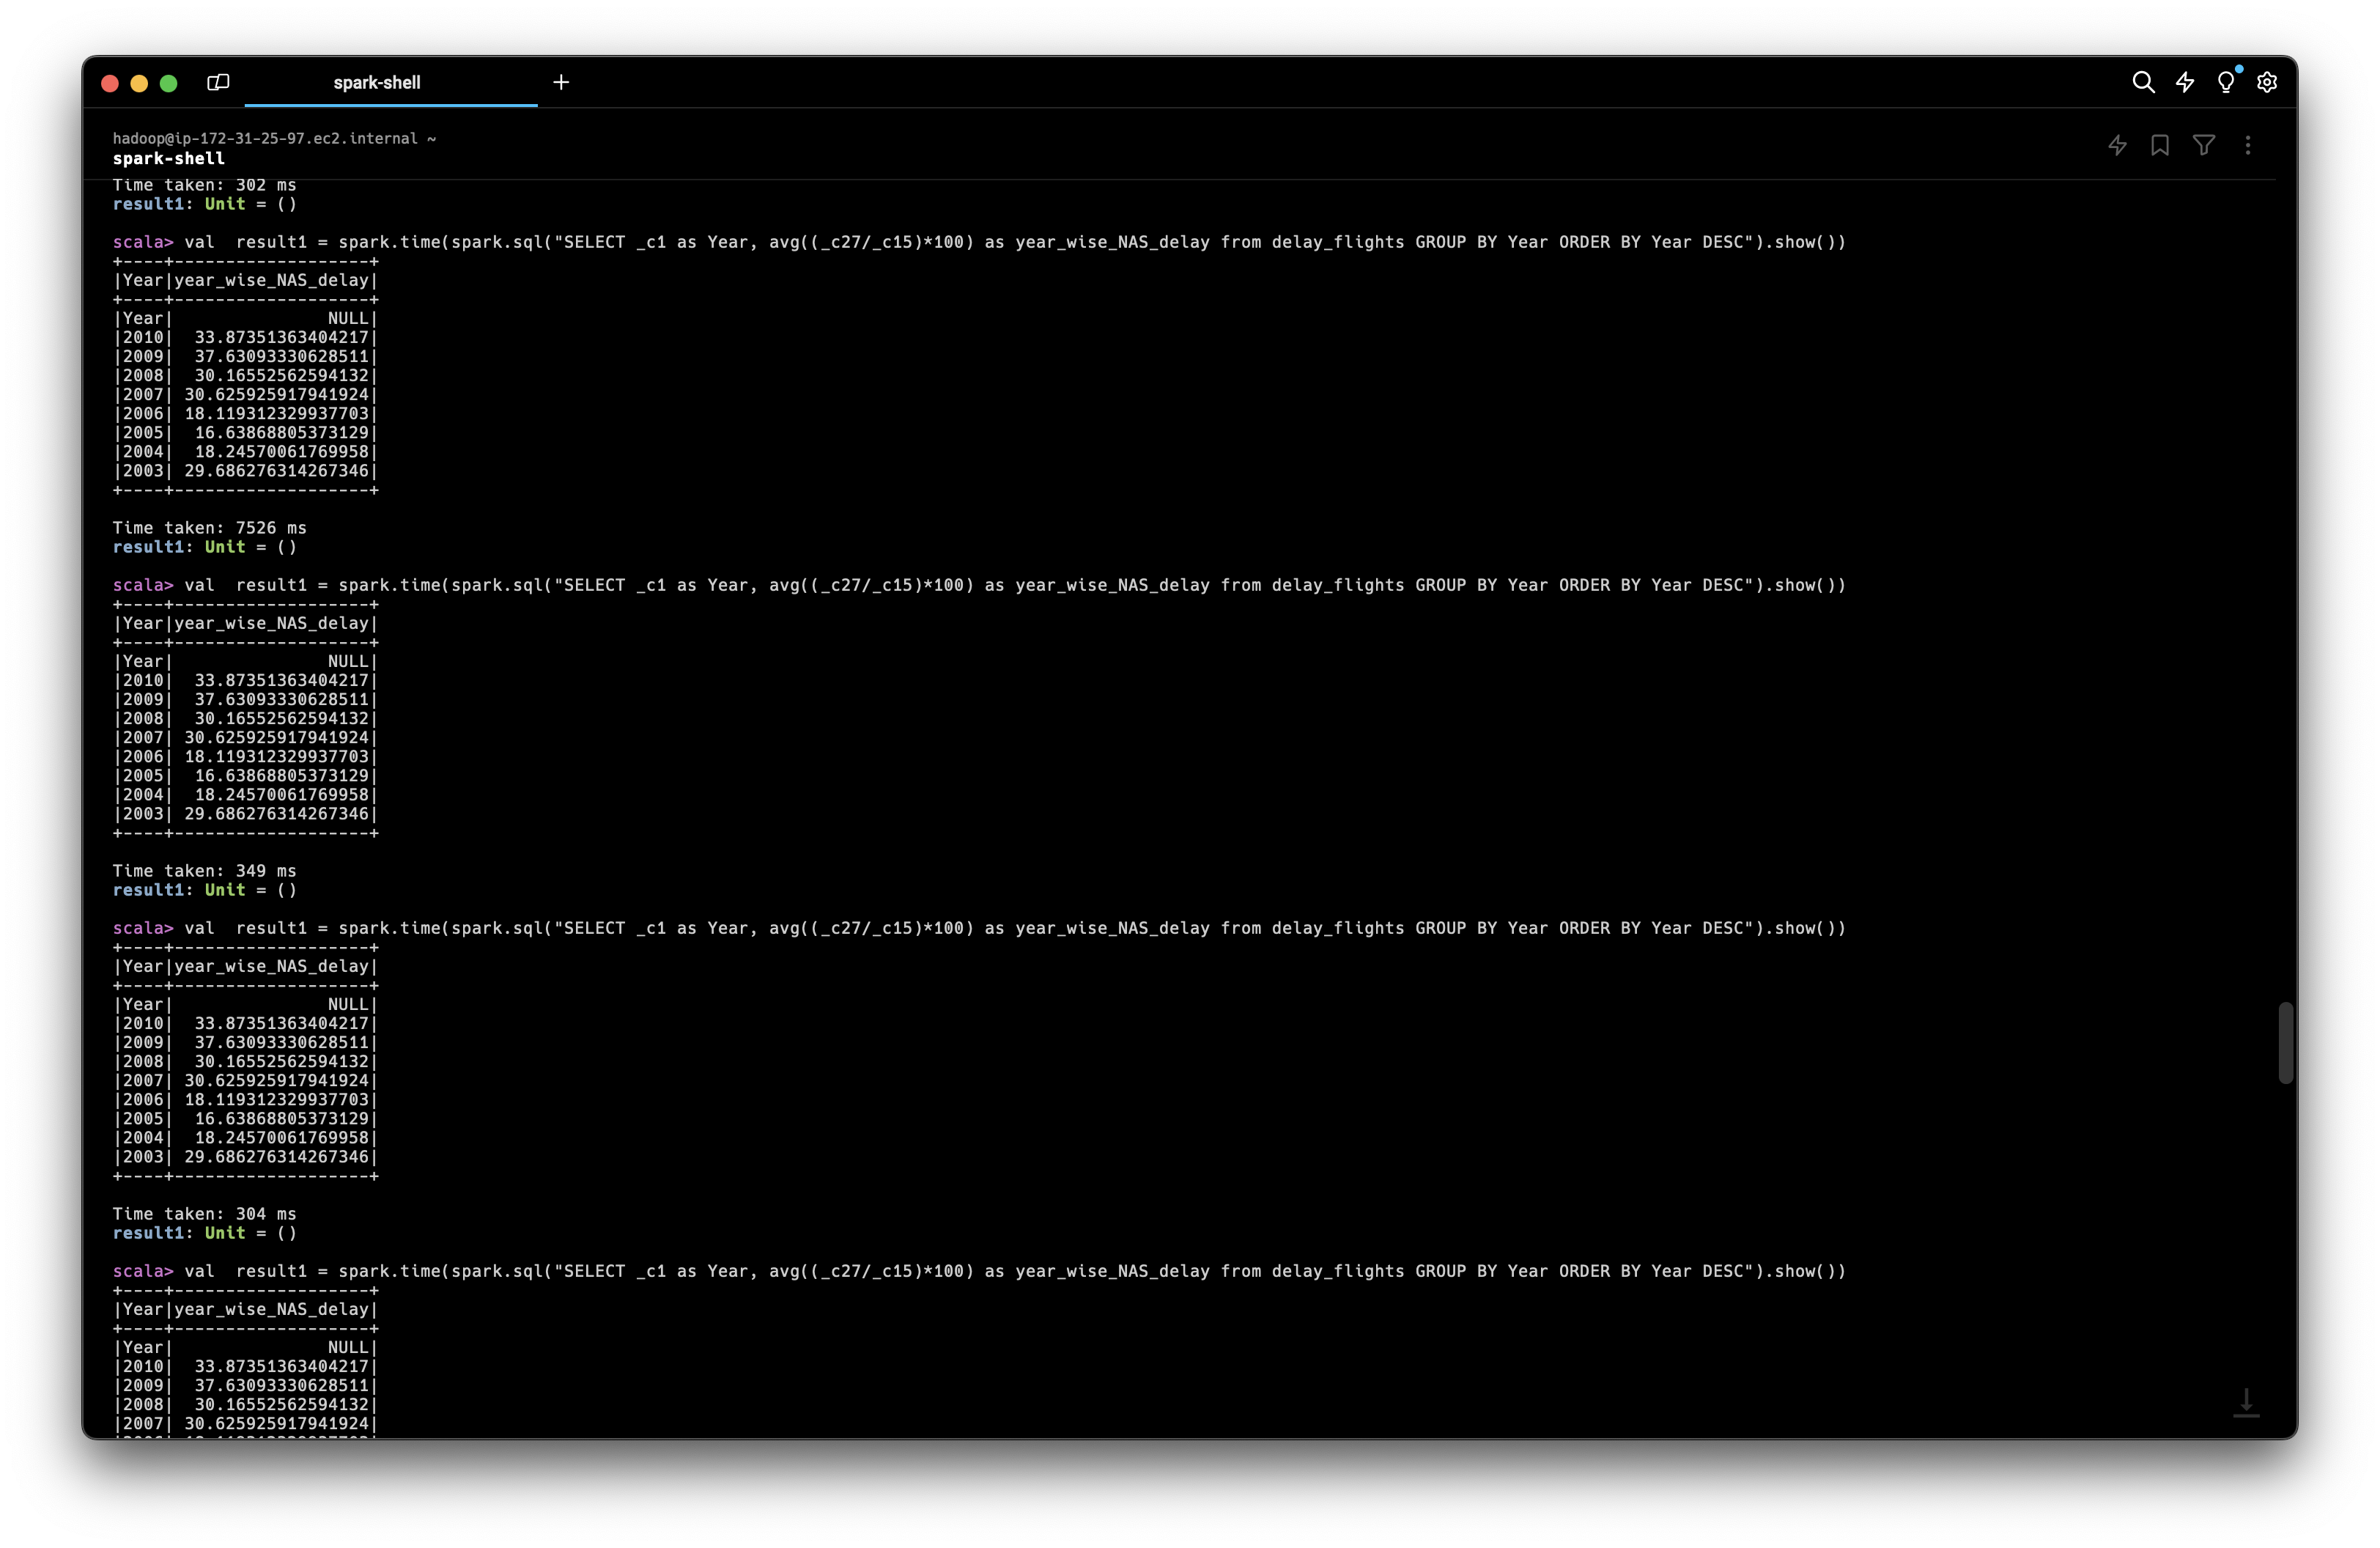 spark-shell
hadoop@ip-172-31-25-97.ec2.internal ~
spark-shell
Time taken: 302 ms
result1: Unit = ()
scala> val  result1 = spark.time(spark.sql("SELECT _c1 as Year, avg((_c27/_c15)*100) as year_wise_NAS_delay from delay_flights GROUP BY Year ORDER BY Year DESC").show())
+----+-------------------+
|Year|year_wise_NAS_delay|
+----+-------------------+
|Year|               NULL|
|2010|  33.87351363404217|
|2009|  37.63093330628511|
|2008|  30.16552562594132|
|2007| 30.625925917941924|
|2006| 18.119312329937703|
|2005|  16.63868805373129|
|2004|  18.24570061769958|
|2003| 29.686276314267346|
+----+-------------------+
Time taken: 7526 ms
result1: Unit = ()
scala> val  result1 = spark.time(spark.sql("SELECT _c1 as Year, avg((_c27/_c15)*100) as year_wise_NAS_delay from delay_flights GROUP BY Year ORDER BY Year DESC").show())
+----+-------------------+
|Year|year_wise_NAS_delay|
+----+-------------------+
|Year|               NULL|
|2010|  33.87351363404217|
|2009|  37.63093330628511|
|2008|  30.16552562594132|
|2007| 30.625925917941924|
|2006| 18.119312329937703|
|2005|  16.63868805373129|
|2004|  18.24570061769958|
|2003| 29.686276314267346|
+----+-------------------+
Time taken: 349 ms
result1: Unit = ()
scala> val  result1 = spark.time(spark.sql("SELECT _c1 as Year, avg((_c27/_c15)*100) as year_wise_NAS_delay from delay_flights GROUP BY Year ORDER BY Year DESC").show())
+----+-------------------+
|Year|year_wise_NAS_delay|
+----+-------------------+
|Year|               NULL|
|2010|  33.87351363404217|
|2009|  37.63093330628511|
|2008|  30.16552562594132|
|2007| 30.625925917941924|
|2006| 18.119312329937703|
|2005|  16.63868805373129|
|2004|  18.24570061769958|
|2003| 29.686276314267346|
+----+-------------------+
Time taken: 304 ms
result1: Unit = ()
scala> val  result1 = spark.time(spark.sql("SELECT _c1 as Year, avg((_c27/_c15)*100) as year_wise_NAS_delay from delay_flights GROUP BY Year ORDER BY Year DESC").show())
+----+-------------------+
|Year|year_wise_NAS_delay|
+----+-------------------+
|Year|               NULL|
|2010|  33.87351363404217|
|2009|  37.63093330628511|
|2008|  30.16552562594132|
|2007| 30.625925917941924|